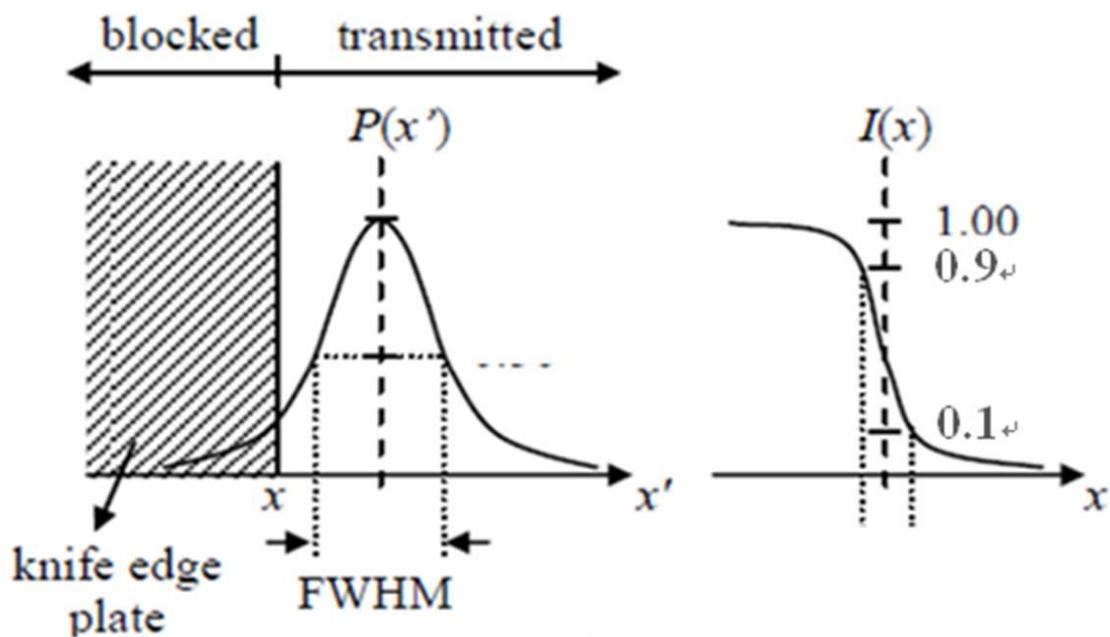 blocked
transmitted
P(x')
I(x)
1.00
0.9↵
0.1↵
x
x'
x
knife edge
plate
FWHM